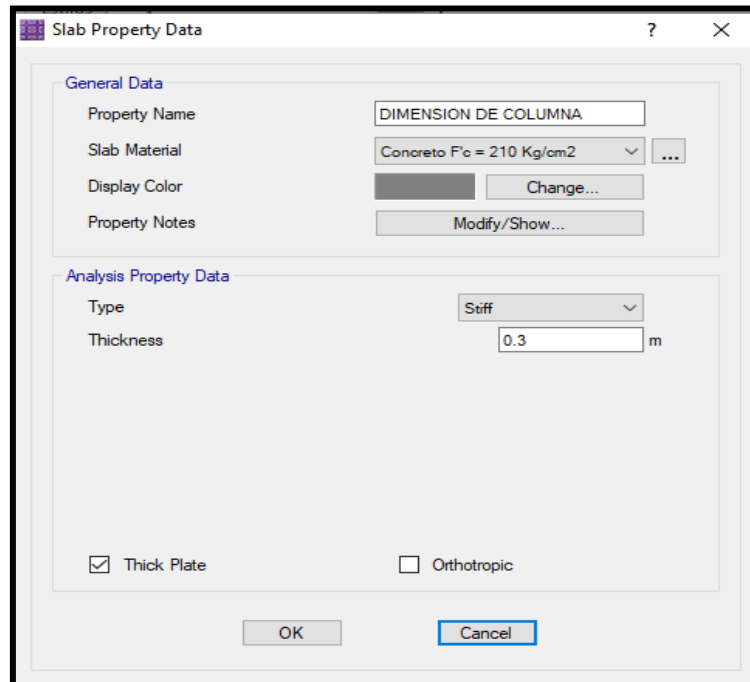 Slab Property Data ? X
General Data
Property Name DIMENSION DE COLUMNA
Slab Material Concreto F'c = 210 Kg/cm2 ...
Display Color Change...
Property Notes Modify/Show...
Analysis Property Data
Type Stiff
Thickness 0.3 m
Thick Plate Orthotropic
OK Cancel